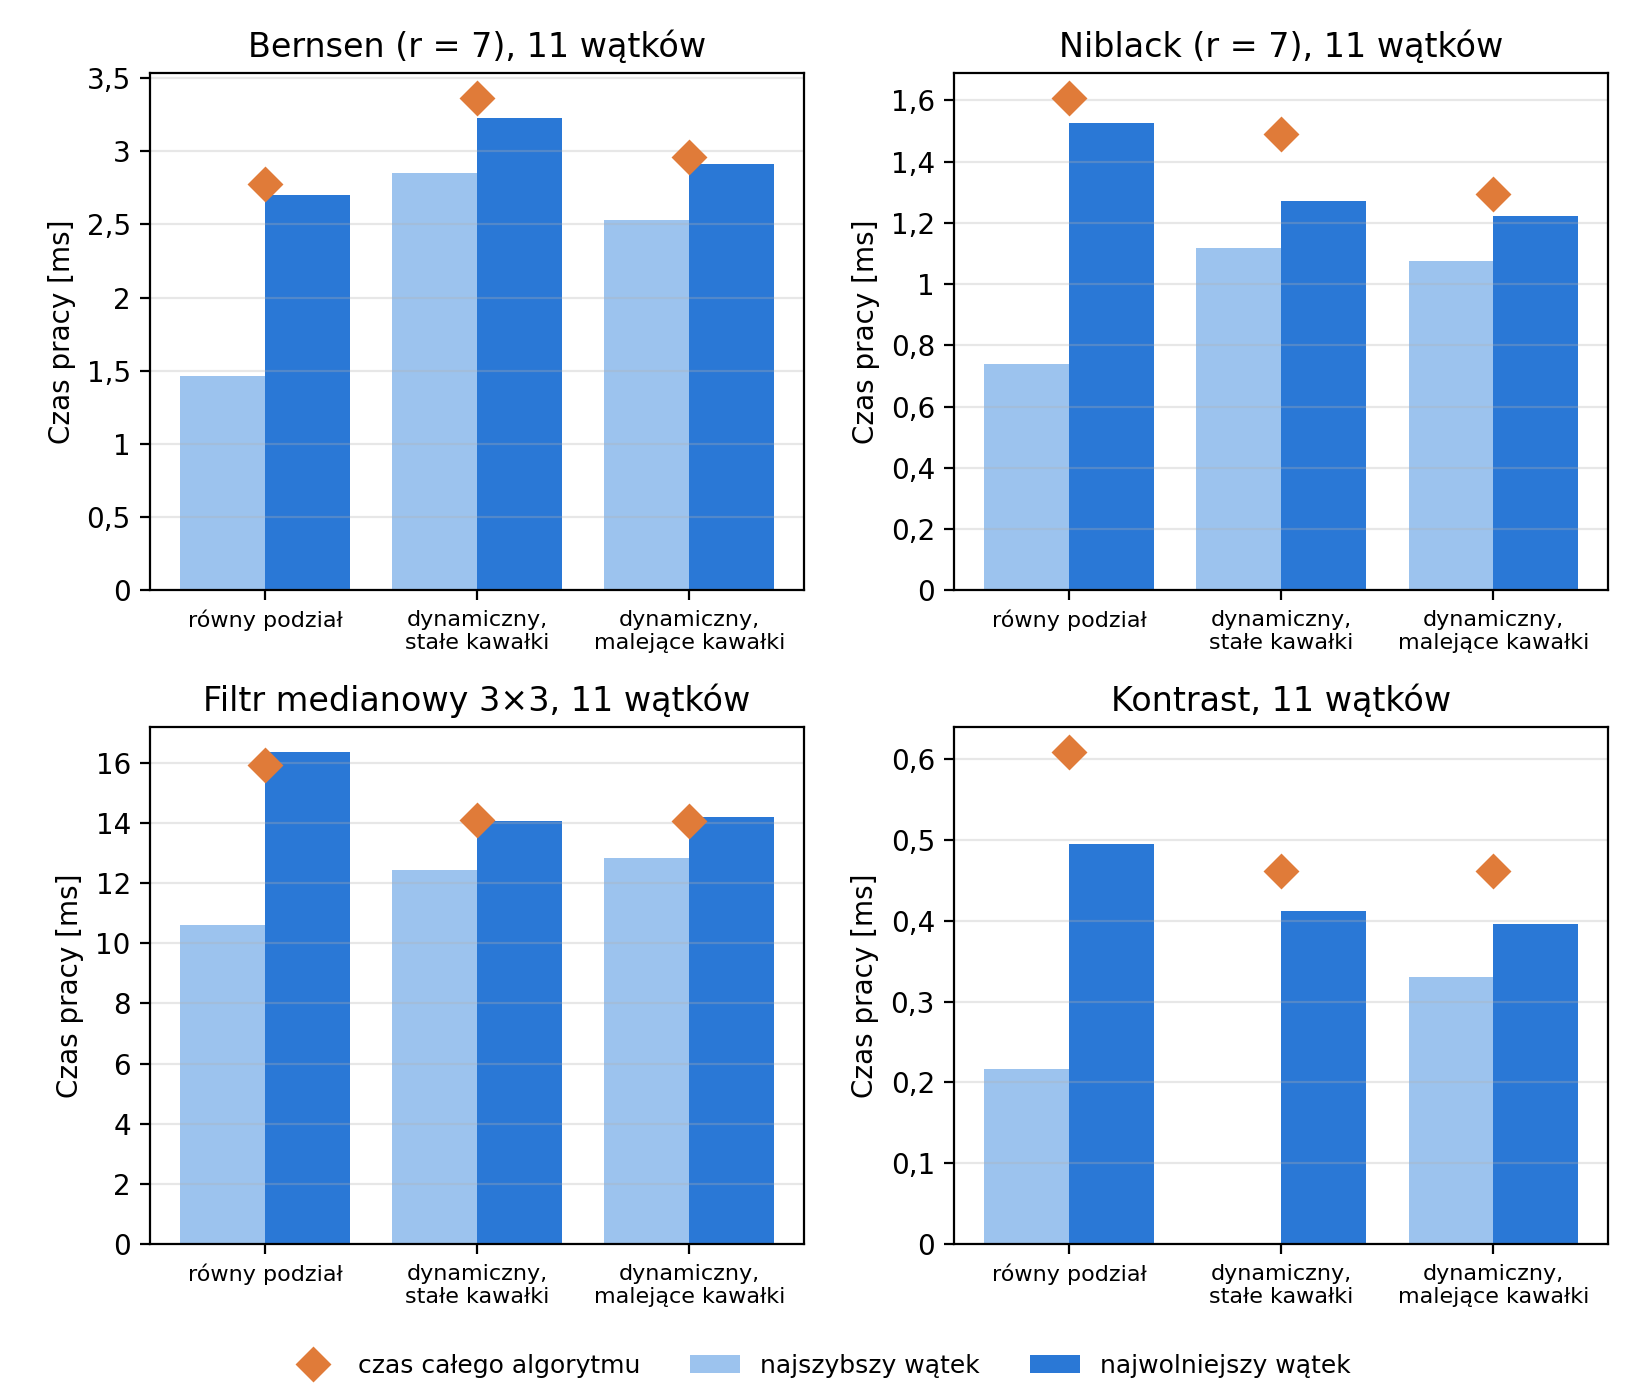 Bernsen (r = 7), 11 wątków
Czas pracy [ms]
3,5
3
2,5
2
1,5
1
0,5
0
równy podział
dynamiczny,
stałe kawałki
dynamiczny,
malejące kawałki
Niblack (r = 7), 11 wątków
Czas pracy [ms]
1,6
1,4
1,2
1
0,8
0,6
0,4
0,2
0
równy podział
dynamiczny,
stałe kawałki
dynamiczny,
malejące kawałki
Filtr medianowy 3×3, 11 wątków
Czas pracy [ms]
16
14
12
10
8
6
4
2
0
równy podział
dynamiczny,
stałe kawałki
dynamiczny,
malejące kawałki
Kontrast, 11 wątków
Czas pracy [ms]
0,6
0,5
0,4
0,3
0,2
0,1
0
równy podział
dynamiczny,
stałe kawałki
dynamiczny,
malejące kawałki
czas całego algorytmu
najszybszy wątek
najwolniejszy wątek